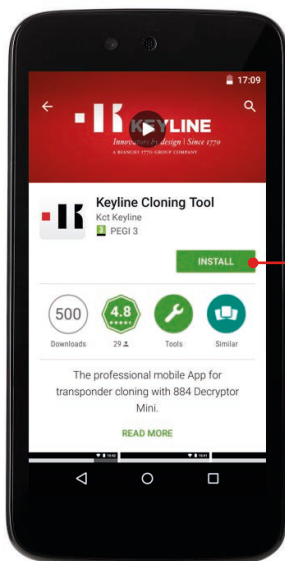 17:09
KEYLINE
Innovators by design | Since 1770
A BIANCHI 1770 GROUP COMPANY
Keyline Cloning Tool
Kct Keyline
3 PEGI 3
INSTALL
500
4.8
Downloads
29
Tools
Similar
The professional mobile App for
transponder cloning with 884 Decryptor
Mini.
READ MORE